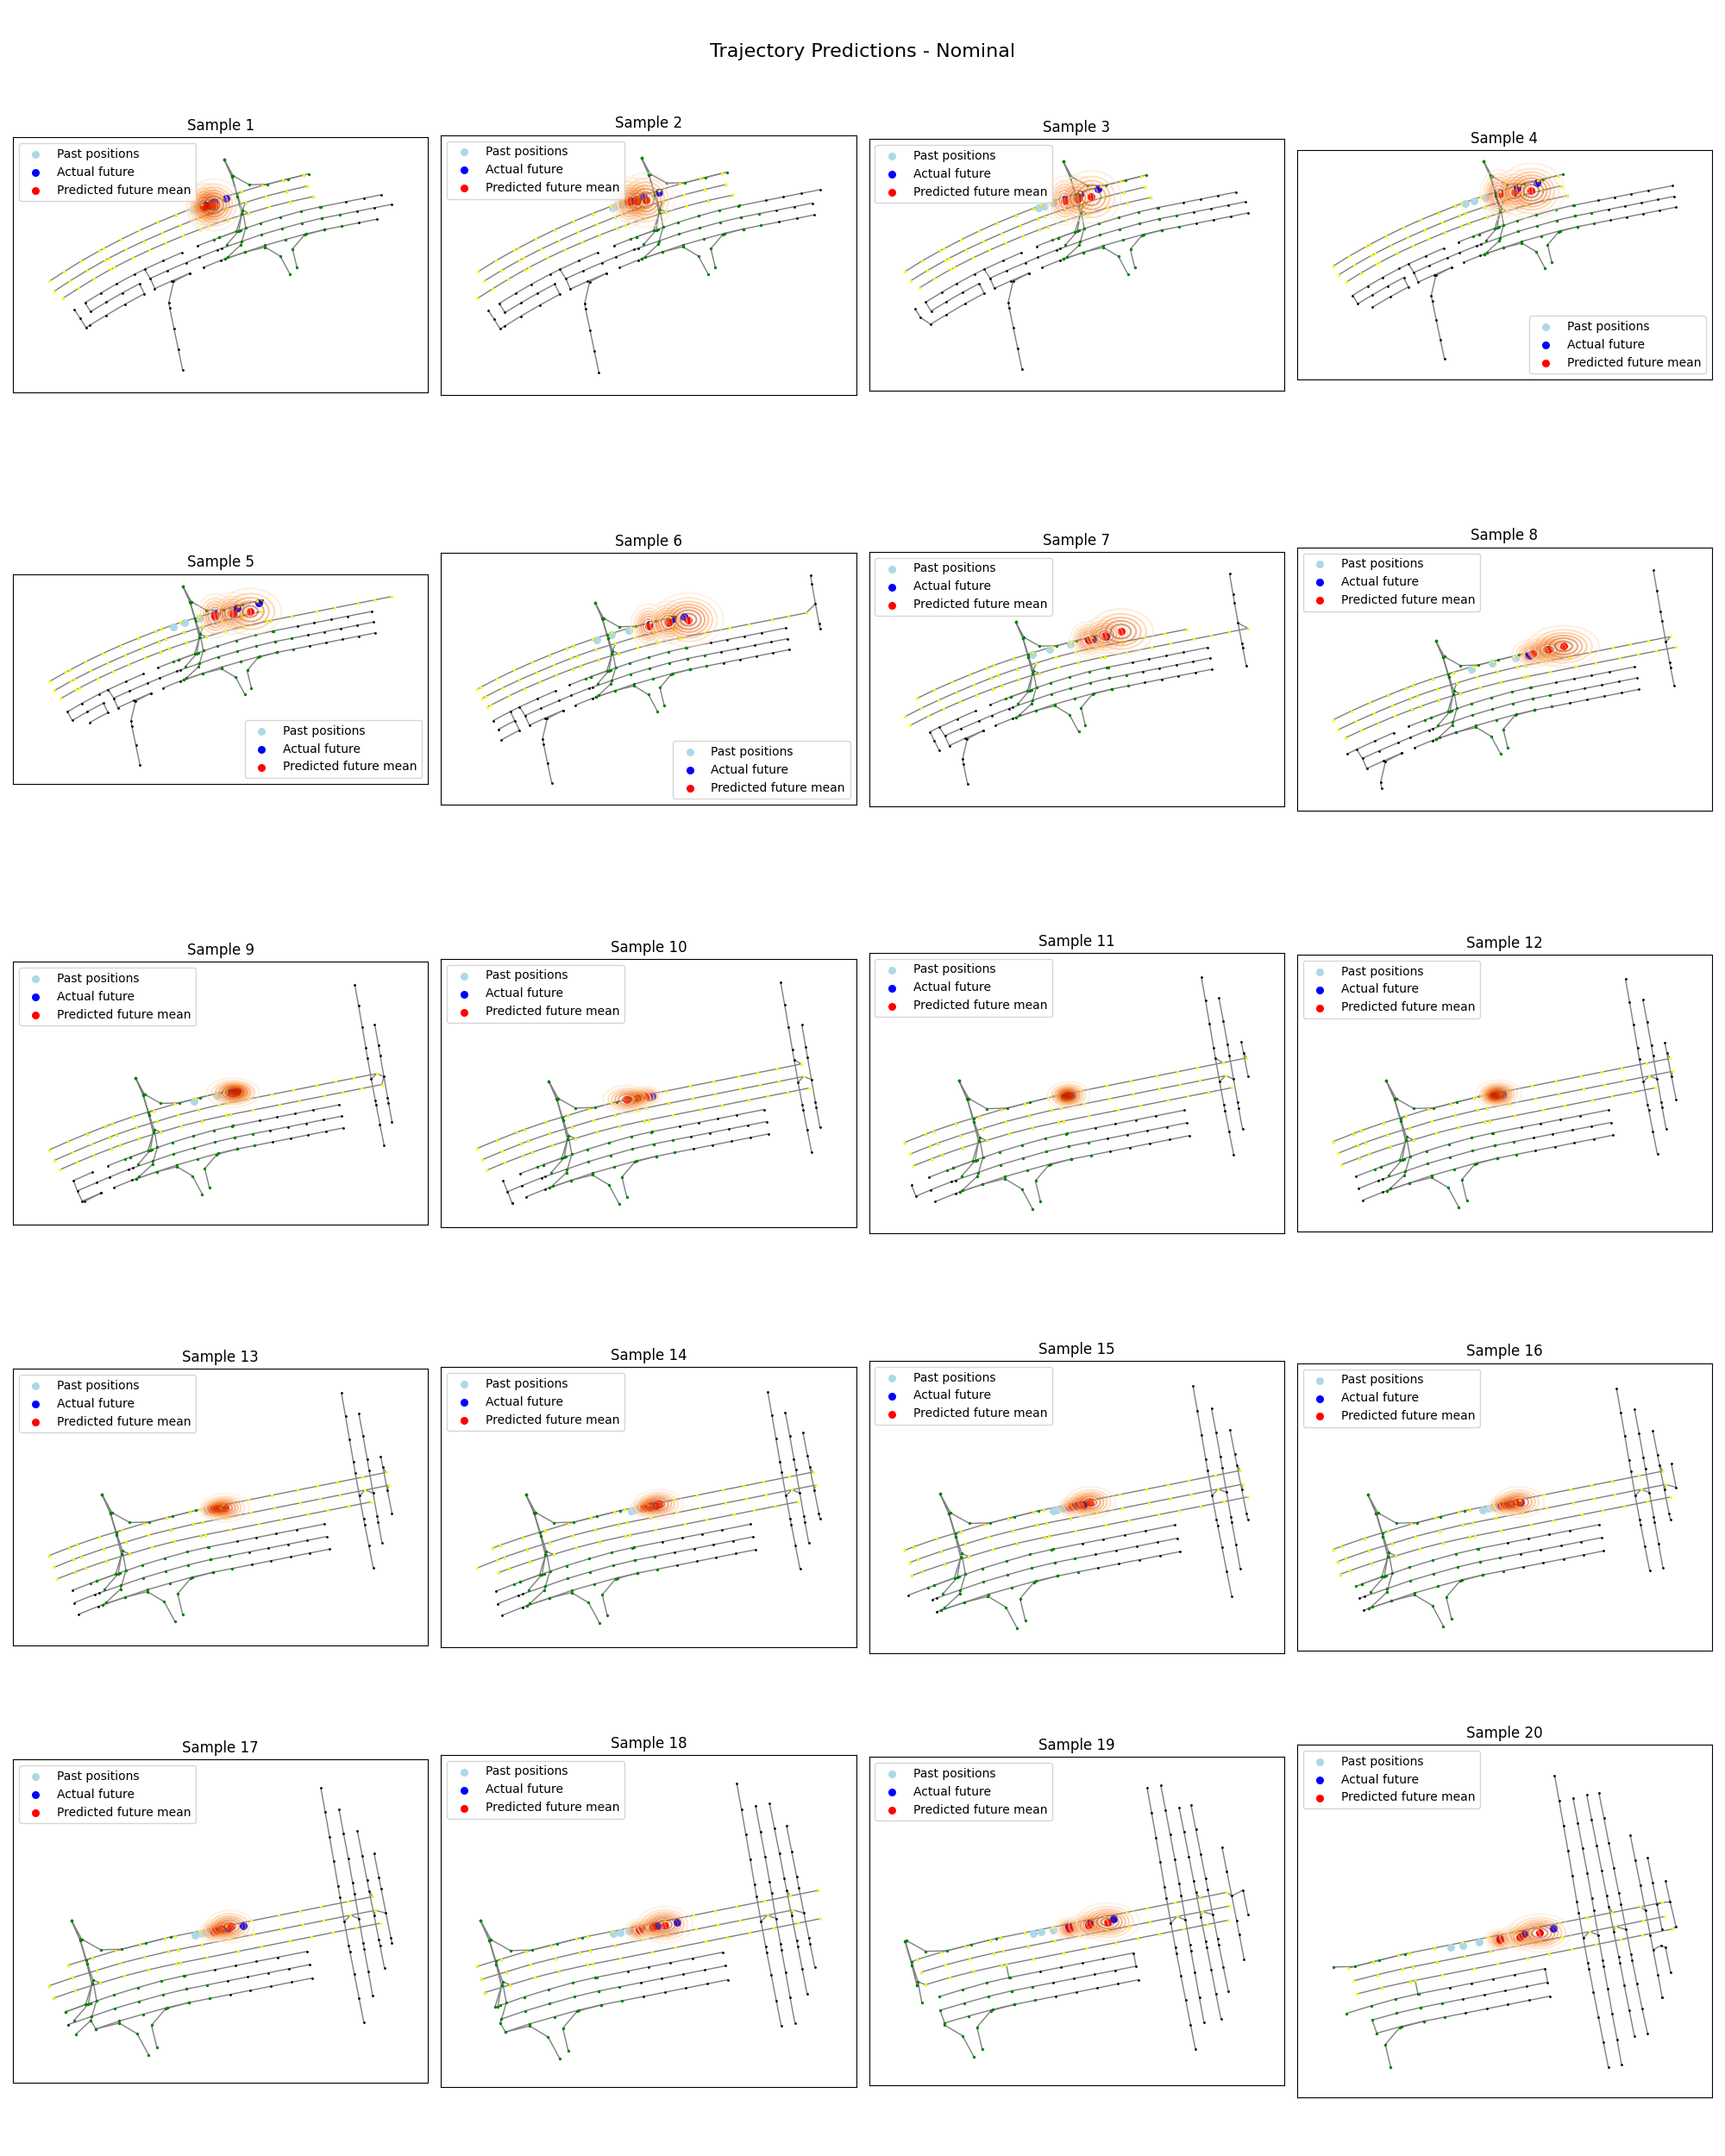 Trajectory Predictions - Nominal
Sample 1
Past positions
Actual future
Predicted future mean
Sample 2
Past positions
Actual future
Predicted future mean
Sample 3
Past positions
Actual future
Predicted future mean
Sample 4
Past positions
Actual future
Predicted future mean
Sample 5
Past positions
Actual future
Predicted future mean
Sample 6
Past positions
Actual future
Predicted future mean
Sample 7
Past positions
Actual future
Predicted future mean
Sample 8
Past positions
Actual future
Predicted future mean
Sample 9
Past positions
Actual future
Predicted future mean
Sample 10
Past positions
Actual future
Predicted future mean
Sample 11
Past positions
Actual future
Predicted future mean
Sample 12
Past positions
Actual future
Predicted future mean
Sample 13
Past positions
Actual future
Predicted future mean
Sample 14
Past positions
Actual future
Predicted future mean
Sample 15
Past positions
Actual future
Predicted future mean
Sample 16
Past positions
Actual future
Predicted future mean
Sample 17
Past positions
Actual future
Predicted future mean
Sample 18
Past positions
Actual future
Predicted future mean
Sample 19
Past positions
Actual future
Predicted future mean
Sample 20
Past positions
Actual future
Predicted future mean